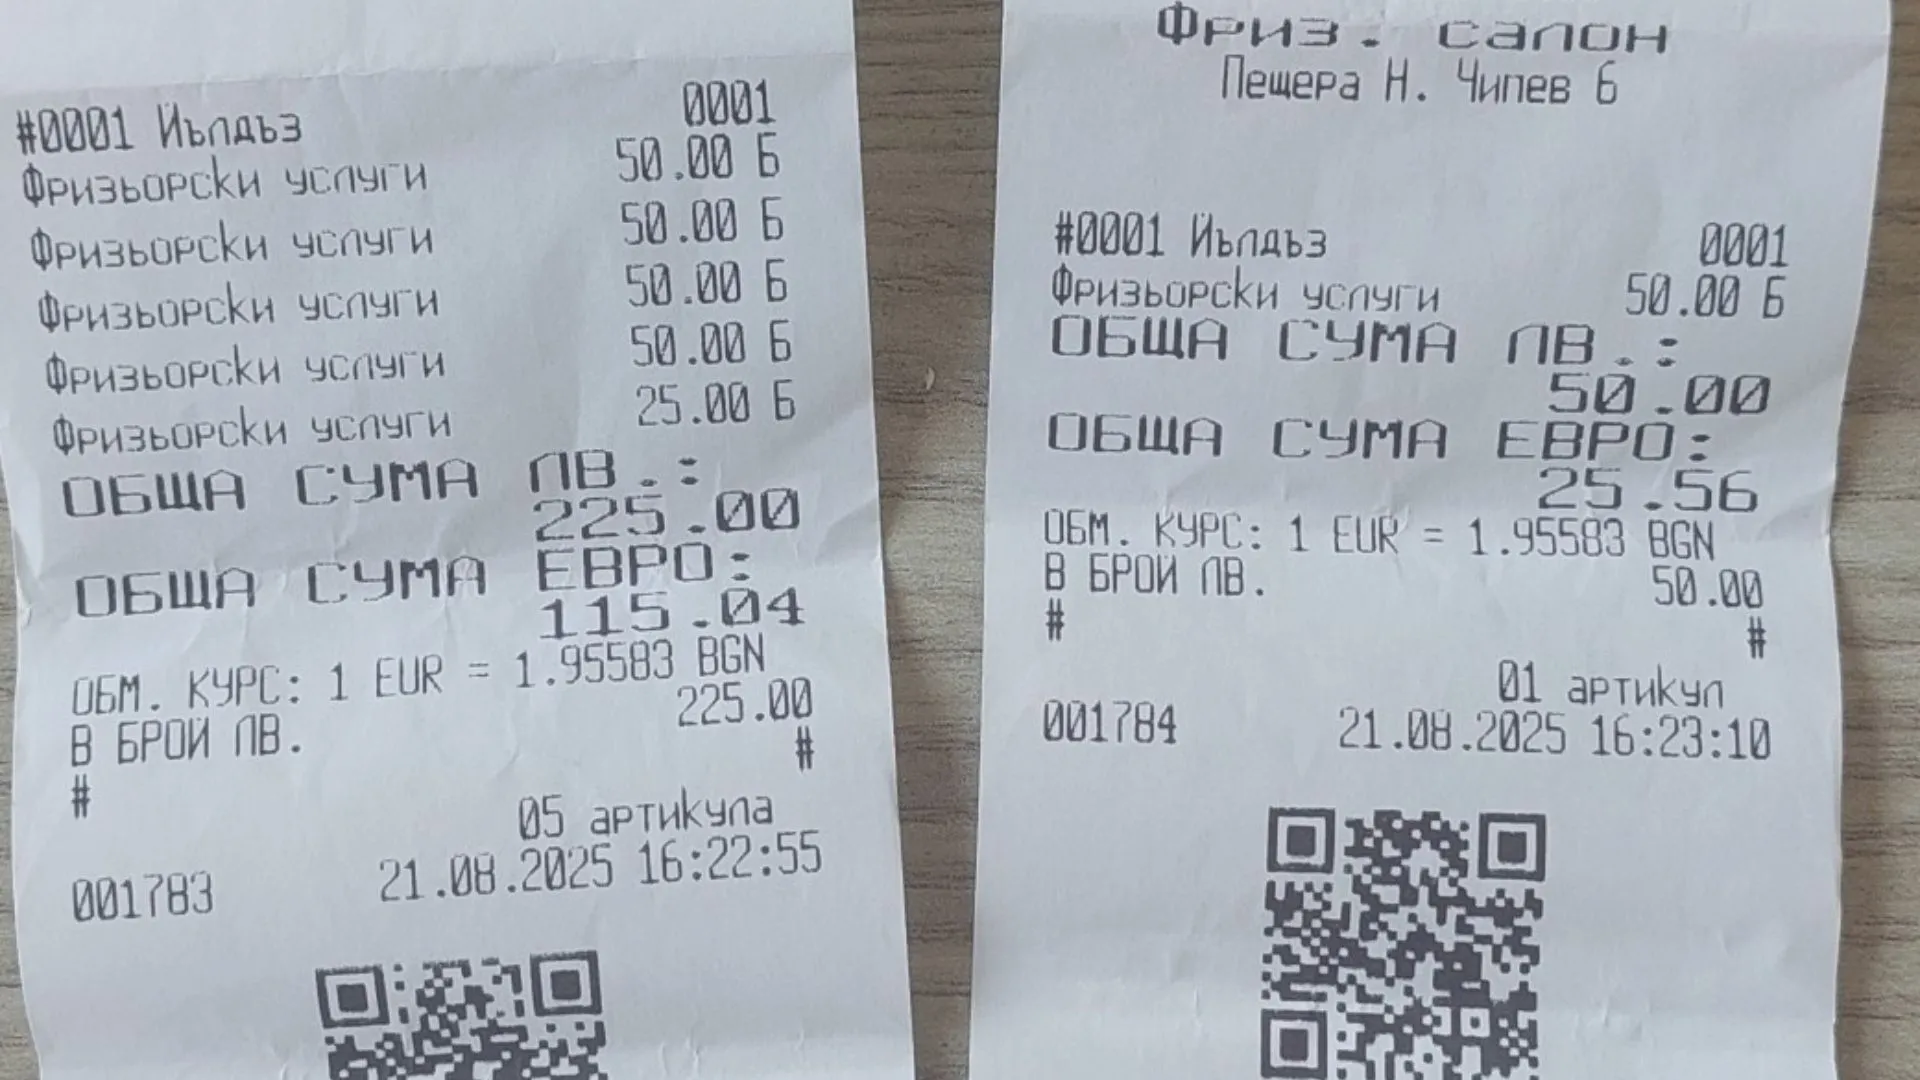 #0001 Йълдъз 0001
Фризьорски услуги 50.00 Б
Фризьорски услуги 50.00 Б
Фризьорски услуги 50.00 Б
Фризьорски услуги 50.00 Б
Фризьорски услуги 25.00 Б
ОБЩА СУМА ЛВ.:
225.00
ОБЩА СУМА ЕВРО:
115.04
ОБМ. КУРС: 1 EUR = 1.95583 BGN
В БРОЙ ЛВ. 225.00
# #
05 артикула
001783 21.08.2025 16:22:55
Фриз. салон
Пещера Н. Чипев 6
#0001 Йълдъз 0001
Фризьорски услуги 50.00 Б
ОБЩА СУМА ЛВ.:
50.00
ОБЩА СУМА ЕВРО:
25.56
ОБМ. КУРС: 1 EUR = 1.95583 BGN
В БРОЙ ЛВ. 50.00
# #
01 артикул
001784 21.08.2025 16:23:10